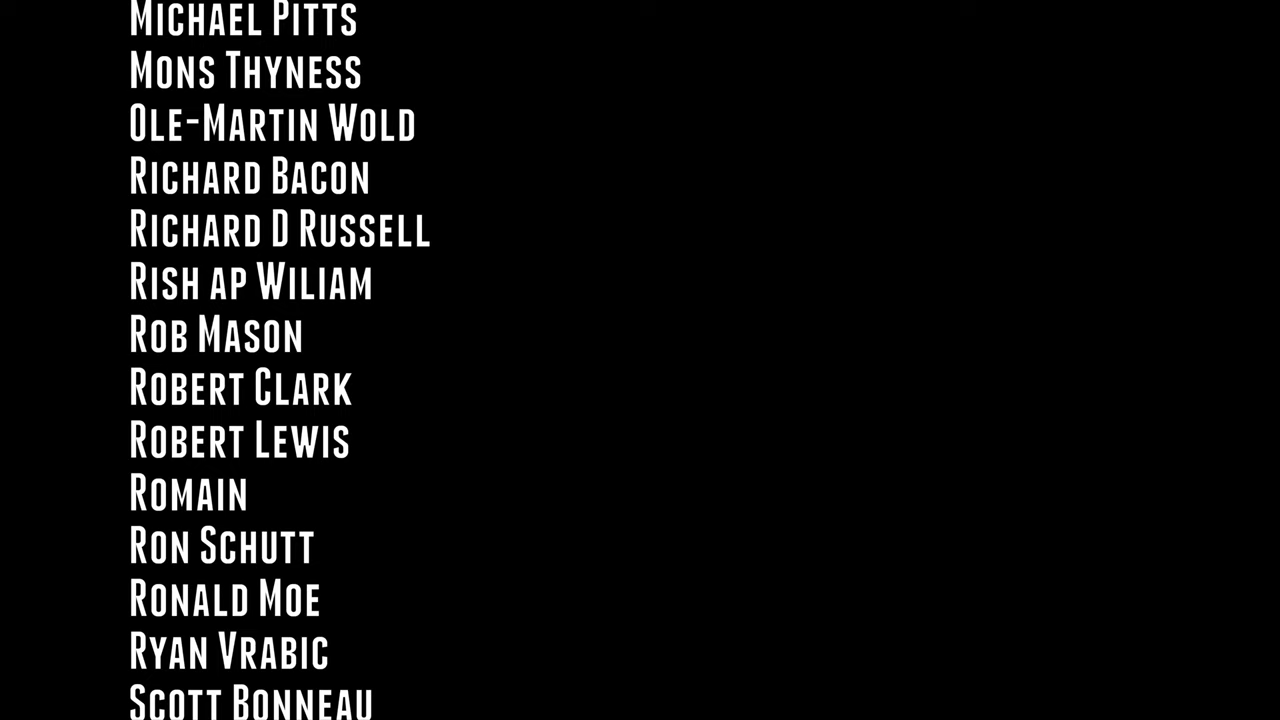 Michael Pitts
Mons Thyness
Ole-Martin Wold
Richard Bacon
Richard D Russell
Rish ap Wiliam
Rob Mason
Robert Clark
Robert Lewis
Romain
Ron Schutt
Ronald Moe
Ryan Vrabic
Scott Bonneau